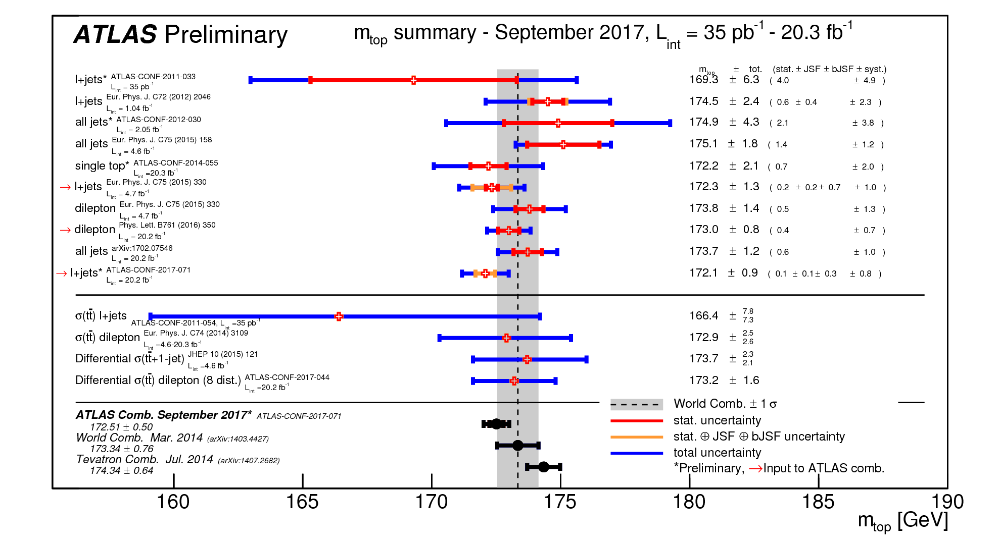 ATLAS Preliminary
m_top summary - September 2017, L_int = 35 pb^-1 - 20.3 fb^-1
m_top ± tot. (stat. ± JSF ± bJSF ± syst.)
l+jets* ATLAS-CONF-2011-033 169.3 ± 6.3 ( 4.0 ± 4.9 )
L_int = 35 pb^-1
l+jets Eur. Phys. J. C72 (2012) 2046 174.5 ± 2.4 ( 0.6 ± 0.4 ± 2.3 )
L_int = 1.04 fb^-1
all jets* ATLAS-CONF-2012-030 174.9 ± 4.3 ( 2.1 ± 3.8 )
L_int = 2.05 fb^-1
all jets Eur. Phys. J. C75 (2015) 158 175.1 ± 1.8 ( 1.4 ± 1.2 )
L_int = 4.6 fb^-1
single top* ATLAS-CONF-2014-055 172.2 ± 2.1 ( 0.7 ± 2.0 )
L_int =20.3 fb^-1
→ l+jets Eur. Phys. J. C75 (2015) 330 172.3 ± 1.3 ( 0.2 ± 0.2 ± 0.7 ± 1.0 )
L_int = 4.7 fb^-1
dilepton Eur. Phys. J. C75 (2015) 330 173.8 ± 1.4 ( 0.5 ± 1.3 )
L_int = 4.7 fb^-1
→ dilepton Phys. Lett. B761 (2016) 350 173.0 ± 0.8 ( 0.4 ± 0.7 )
L_int = 20.2 fb^-1
all jets arXiv:1702.07546 173.7 ± 1.2 ( 0.6 ± 1.0 )
L_int = 20.2 fb^-1
→ l+jets* ATLAS-CONF-2017-071 172.1 ± 0.9 ( 0.1 ± 0.1 ± 0.3 ± 0.8 )
L_int = 20.2 fb^-1
σ(tt̄) l+jets 166.4 ± 7.8 7.3
ATLAS-CONF-2011-054, L_int =35 pb^-1
σ(tt̄) dilepton Eur. Phys. J. C74 (2014) 3109 172.9 ± 2.5 2.6
L_int =4.6-20.3 fb^-1
Differential σ(tt̄+1-jet) JHEP 10 (2015) 121 173.7 ± 2.3 2.1
L_int =4.6 fb^-1
Differential σ(tt̄) dilepton (8 dist.) ATLAS-CONF-2017-044 173.2 ± 1.6
L_int =20.2 fb^-1
ATLAS Comb. September 2017* ATLAS-CONF-2017-071
172.51 ± 0.50
World Comb. Mar. 2014 (arXiv:1403.4427)
173.34 ± 0.76
Tevatron Comb. Jul. 2014 (arXiv:1407.2682)
174.34 ± 0.64
World Comb. ± 1 σ
stat. uncertainty
stat. ⊕ JSF ⊕ bJSF uncertainty
total uncertainty
*Preliminary, →Input to ATLAS comb.
160 165 170 175 180 185 190
m_top [GeV]